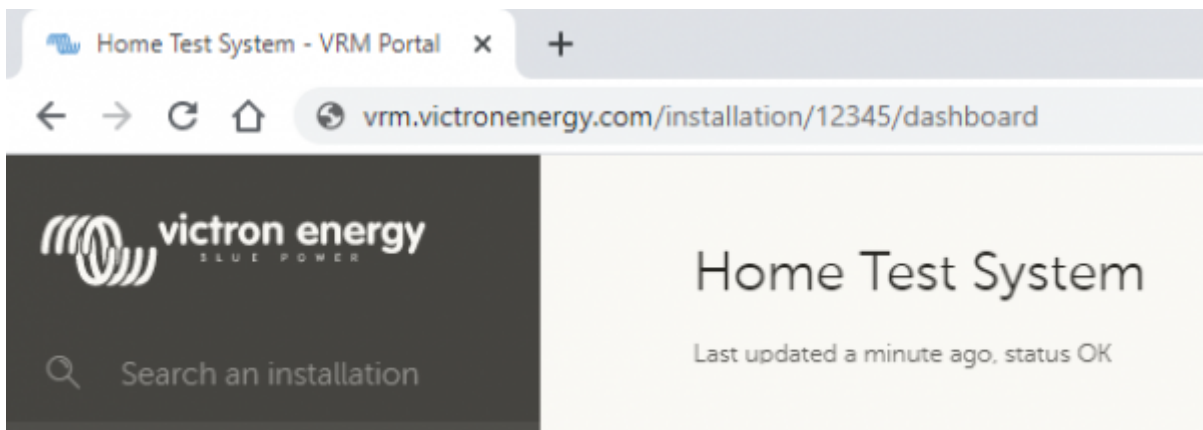 Home Test System - VRM Portal
vrm.victronenergy.com/installation/12345/dashboard
victron energy
BLUE POWER
Home Test System
Last updated a minute ago, status OK
Search an installation